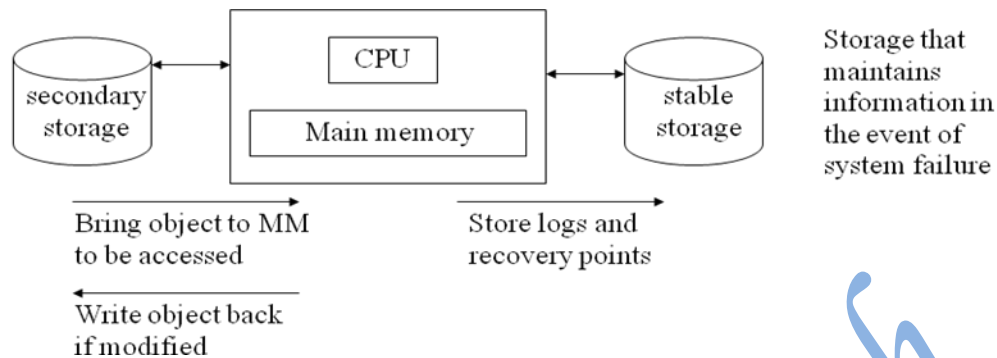 secondary
storage
CPU
Main memory
stable
storage
Storage that
maintains
information in
the event of
system failure
Bring object to MM
to be accessed
Write object back
if modified
Store logs and
recovery points